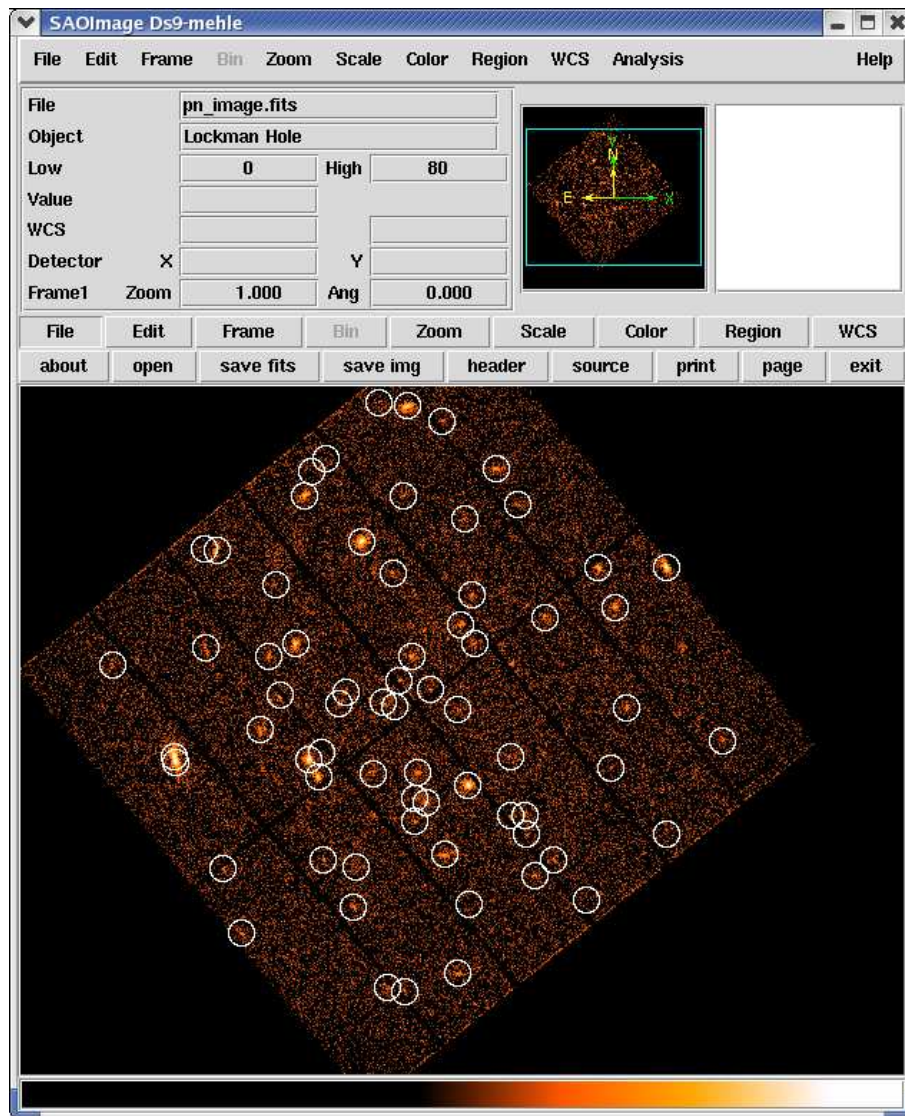 SAOImage Ds9-mehle
File Edit Frame Bin Zoom Scale Color Region WCS Analysis Help
File pn_image.fits
Object Lockman Hole
Low 0 High 80
Value
WCS
Detector X Y
Frame1 Zoom 1.000 Ang 0.000
Y
N
E X
File Edit Frame Bin Zoom Scale Color Region WCS
about open save fits save img header source print page exit